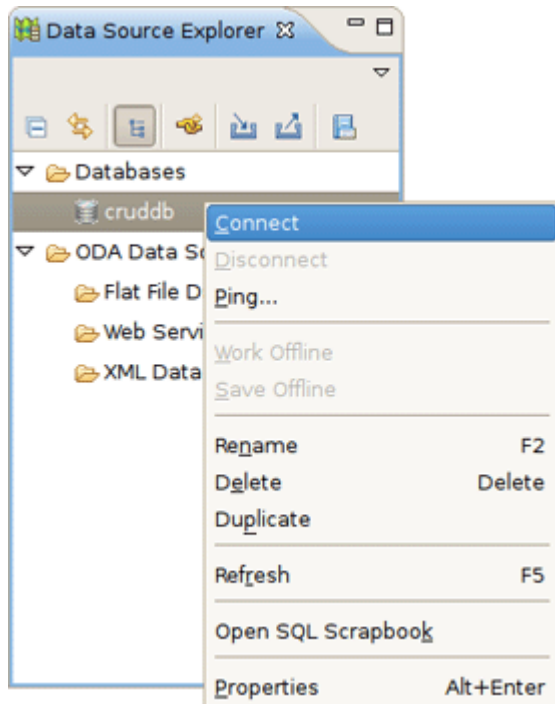 Data Source Explorer
Databases
cruddb
ODA Data So
Flat File D
Web Servi
XML Data
Connect
Disconnect
Ping...
Work Offline
Save Offline
Rename F2
Delete Delete
Duplicate
Refresh F5
Open SQL Scrapbook
Properties Alt+Enter